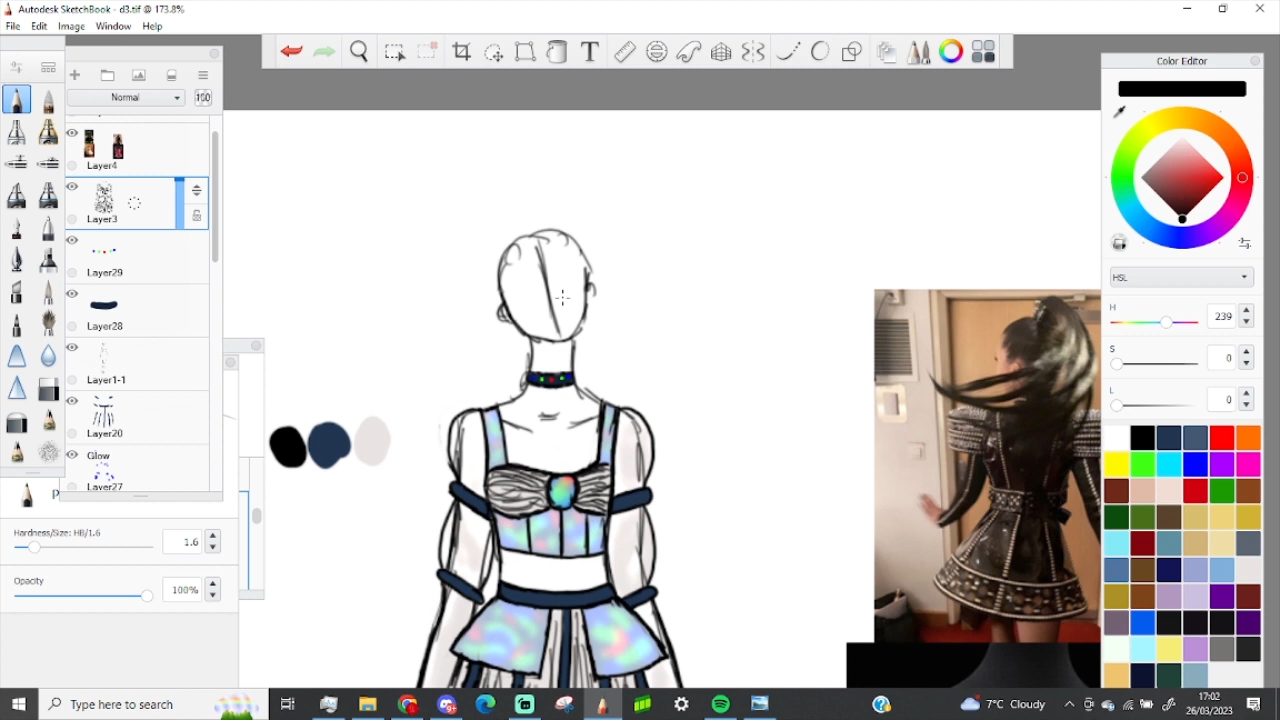 Autodesk SketchBook - d3.tif @ 173.8%
File Edit Image Window Help
Color Editor
Normal
100
Layer4
Layer3
Layer29
Layer28
Layer1-1
Layer20
Glow
Layer27
Hardness/Size: HB/1.6
1.6
Opacity
100%
HSL
H
239
S
0
L
0
Type here to search
7°C Cloudy
17:02
26/03/2023